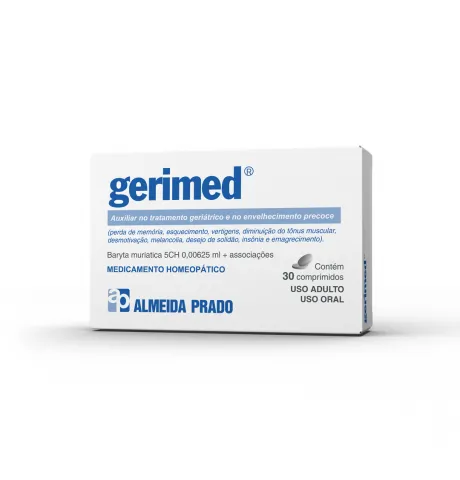 gerimed®
Auxiliar no tratamento geriátrico e no envelhecimento precoce
(perda de memória, esquecimento, vertigens, diminuição do tônus muscular,
desmotivação, melancolia, desejo de solidão, insônia e emagrecimento).
Baryta muriatica 5CH 0,00625 ml + associações
MEDICAMENTO HOMEOPÁTICO
Contém
30 comprimidos
USO ADULTO
USO ORAL
ap ALMEIDA PRADO